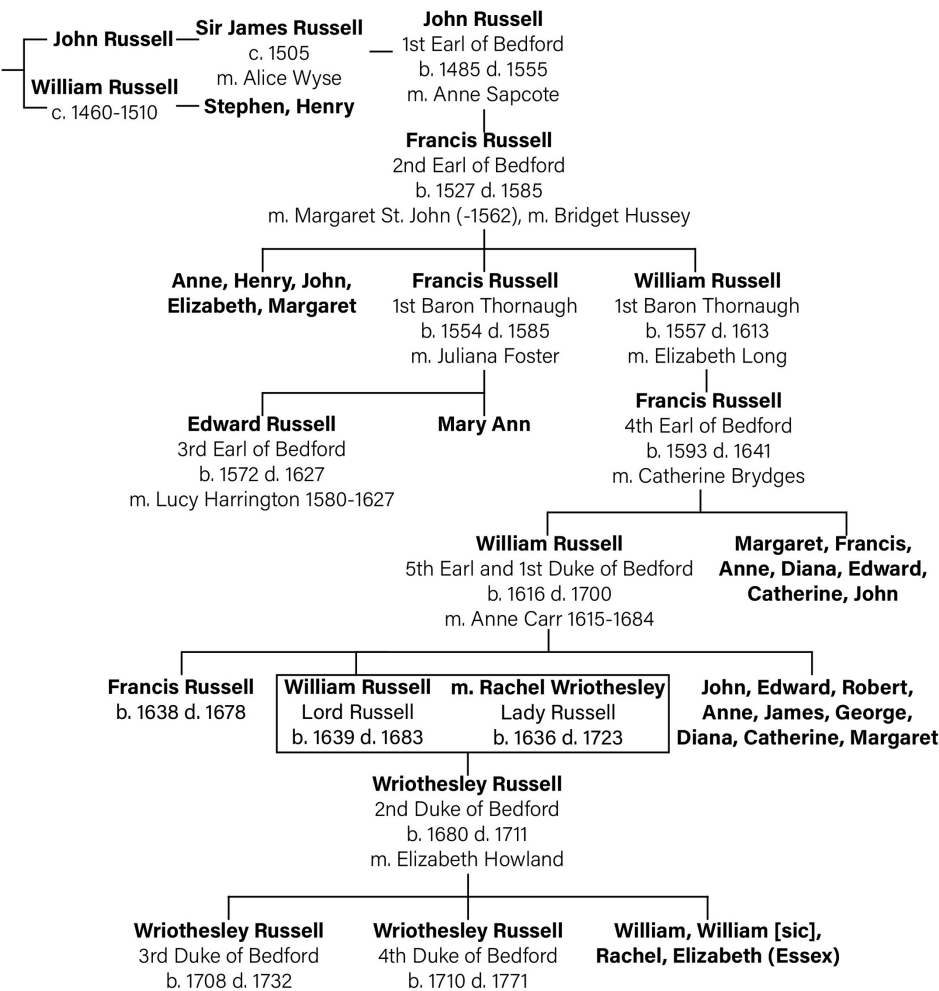 John Russell
Sir James Russell
c. 1505
m. Alice Wyse
John Russell
1st Earl of Bedford
b. 1485 d. 1555
m. Anne Sapcote
William Russell
c. 1460-1510
Stephen, Henry
Francis Russell
2nd Earl of Bedford
b. 1527 d. 1585
m. Margaret St. John (-1562), m. Bridget Hussey
Anne, Henry, John,
Elizabeth, Margaret
Francis Russell
1st Baron Thornaugh
b. 1554 d. 1585
m. Juliana Foster
William Russell
1st Baron Thornaugh
b. 1557 d. 1613
m. Elizabeth Long
Edward Russell
3rd Earl of Bedford
b. 1572 d. 1627
m. Lucy Harrington 1580-1627
Mary Ann
Francis Russell
4th Earl of Bedford
b. 1593 d. 1641
m. Catherine Brydges
William Russell
5th Earl and 1st Duke of Bedford
b. 1616 d. 1700
m. Anne Carr 1615-1684
Margaret, Francis,
Anne, Diana, Edward,
Catherine, John
Francis Russell
b. 1638 d. 1678
William Russell
Lord Russell
b. 1639 d. 1683
m. Rachel Wriothesley
Lady Russell
b. 1636 d. 1723
John, Edward, Robert,
Anne, James, George,
Diana, Catherine, Margaret
Wriothesley Russell
2nd Duke of Bedford
b. 1680 d. 1711
m. Elizabeth Howland
Wriothesley Russell
3rd Duke of Bedford
b. 1708 d. 1732
Wriothesley Russell
4th Duke of Bedford
b. 1710 d. 1771
William, William [sic],
Rachel, Elizabeth (Essex)